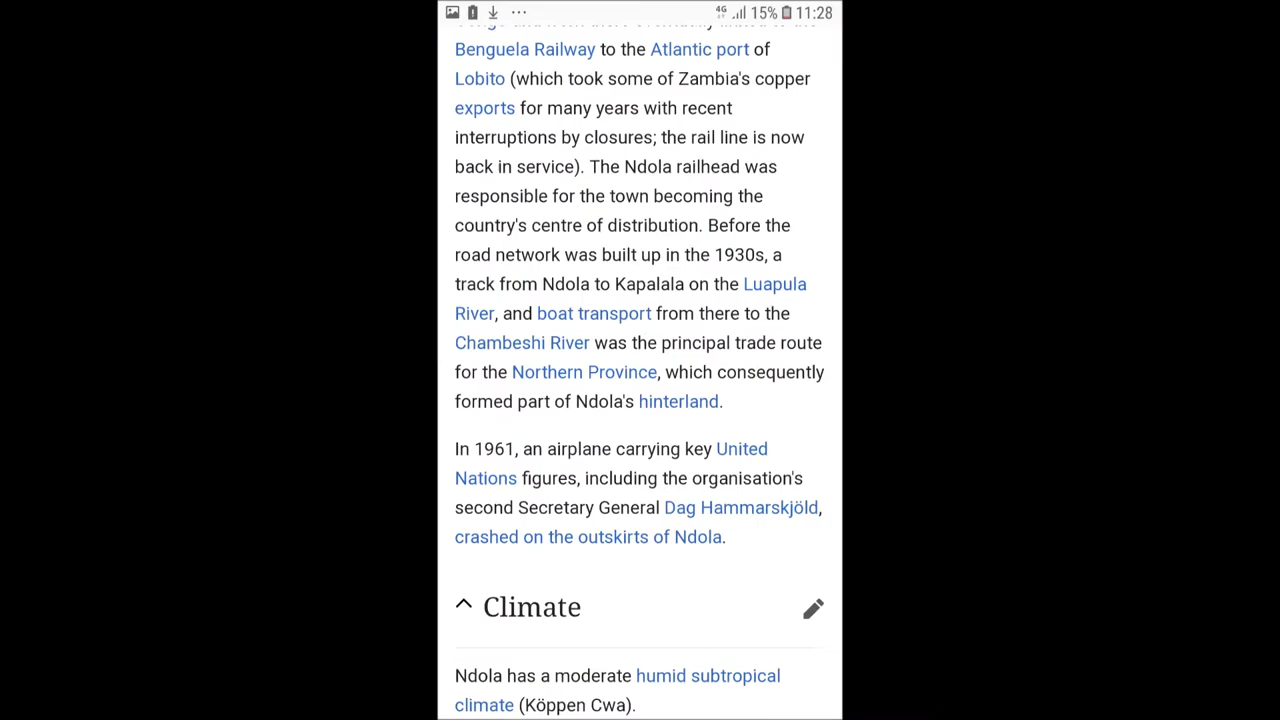 4G 15% 11:28
Benguela Railway to the Atlantic port of
Lobito (which took some of Zambia's copper
exports for many years with recent
interruptions by closures; the rail line is now
back in service). The Ndola railhead was
responsible for the town becoming the
country's centre of distribution. Before the
road network was built up in the 1930s, a
track from Ndola to Kapalala on the Luapula
River, and boat transport from there to the
Chambeshi River was the principal trade route
for the Northern Province, which consequently
formed part of Ndola's hinterland.
In 1961, an airplane carrying key United
Nations figures, including the organisation's
second Secretary General Dag Hammarskjöld,
crashed on the outskirts of Ndola.
Climate
Ndola has a moderate humid subtropical
climate (Köppen Cwa).